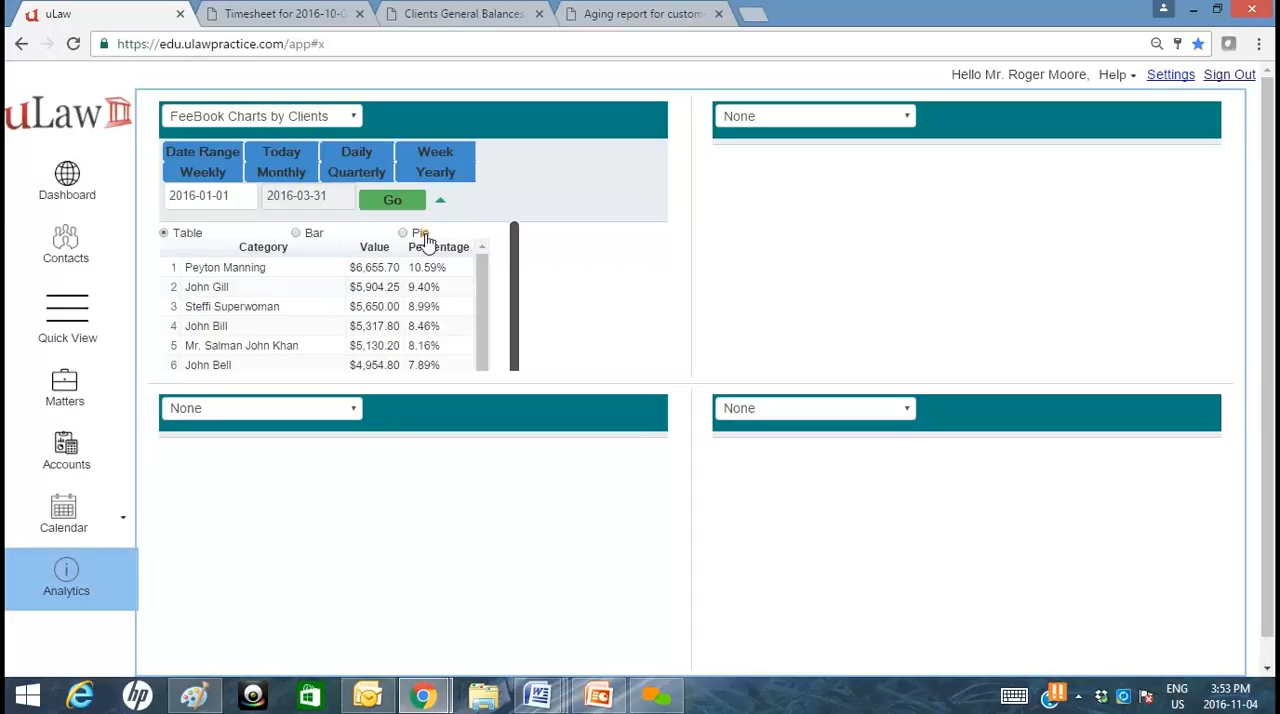 uLaw
Timesheet for 2016-10-0
Clients General Balances
Aging report for custom
https://edu.ulawpractice.com/app#x
Hello Mr. Roger Moore, Help Settings Sign Out
uLaw
Dashboard
Contacts
Quick View
Matters
Accounts
Calendar
Analytics
FeeBook Charts by Clients
Date Range Today Daily Week
Weekly Monthly Quarterly Yearly
2016-01-01 2016-03-31 Go
Table Bar
Category Value
1 Peyton Manning $6,655.70 10.59%
2 John Gill $5,904.25 9.40%
3 Steffi Superwoman $5,650.00 8.99%
4 John Bill $5,317.80 8.46%
5 Mr. Salman John Khan $5,130.20 8.16%
6 John Bell $4,954.80 7.89%
None
None
None
hp
ENG
US
3:53 PM
2016-11-04